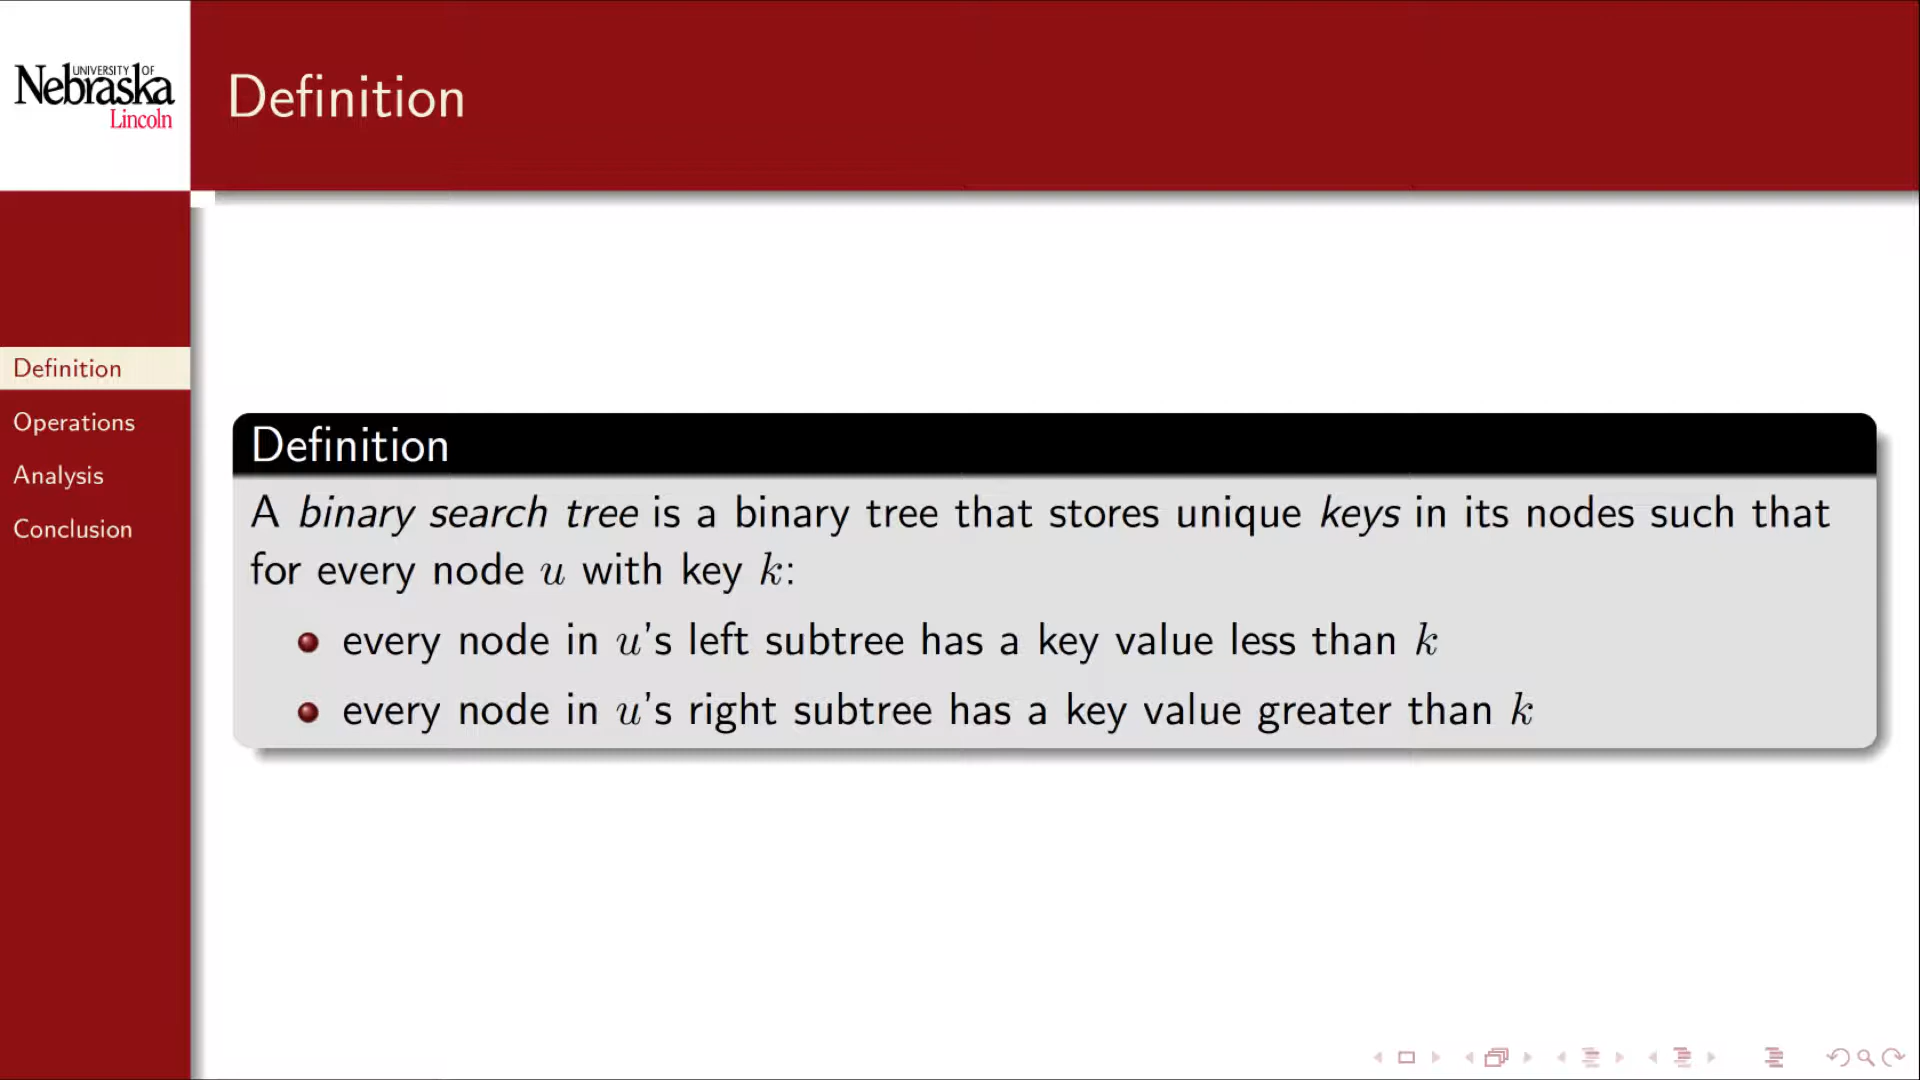 UNIVERSITY OF
Nebraska
Lincoln
Definition
Definition
Operations
Analysis
Conclusion
Definition
A binary search tree is a binary tree that stores unique keys in its nodes such that
for every node u with key k:
every node in u's left subtree has a key value less than k
every node in u's right subtree has a key value greater than k